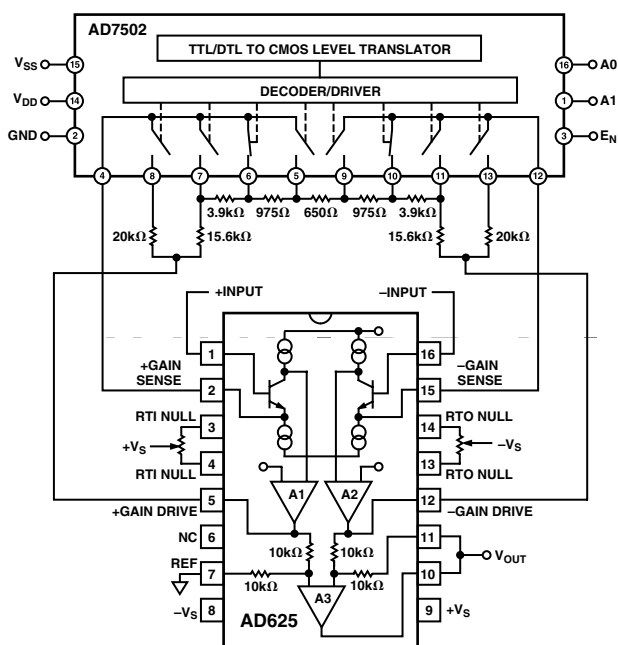 AD7502
TTL/DTL TO CMOS LEVEL TRANSLATOR
DECODER/DRIVER
VSS 15
VDD 14
GND 2
16 A0
1 A1
3 EN
4 8 7 6 5 9 10 11 13 12
3.9kΩ 975Ω 650Ω 975Ω 3.9kΩ
20kΩ 15.6kΩ 15.6kΩ 20kΩ
+INPUT –INPUT
1 16
+GAIN
SENSE
2
–GAIN
SENSE
15
RTI NULL
3
+VS
RTI NULL
4
RTO NULL
14
–VS
RTO NULL
13
A1 A2
5 12
+GAIN DRIVE –GAIN DRIVE
NC 6
10kΩ 10kΩ
11
VOUT
REF
7
10kΩ 10kΩ
10
A3
–VS 8
AD625
9 +VS